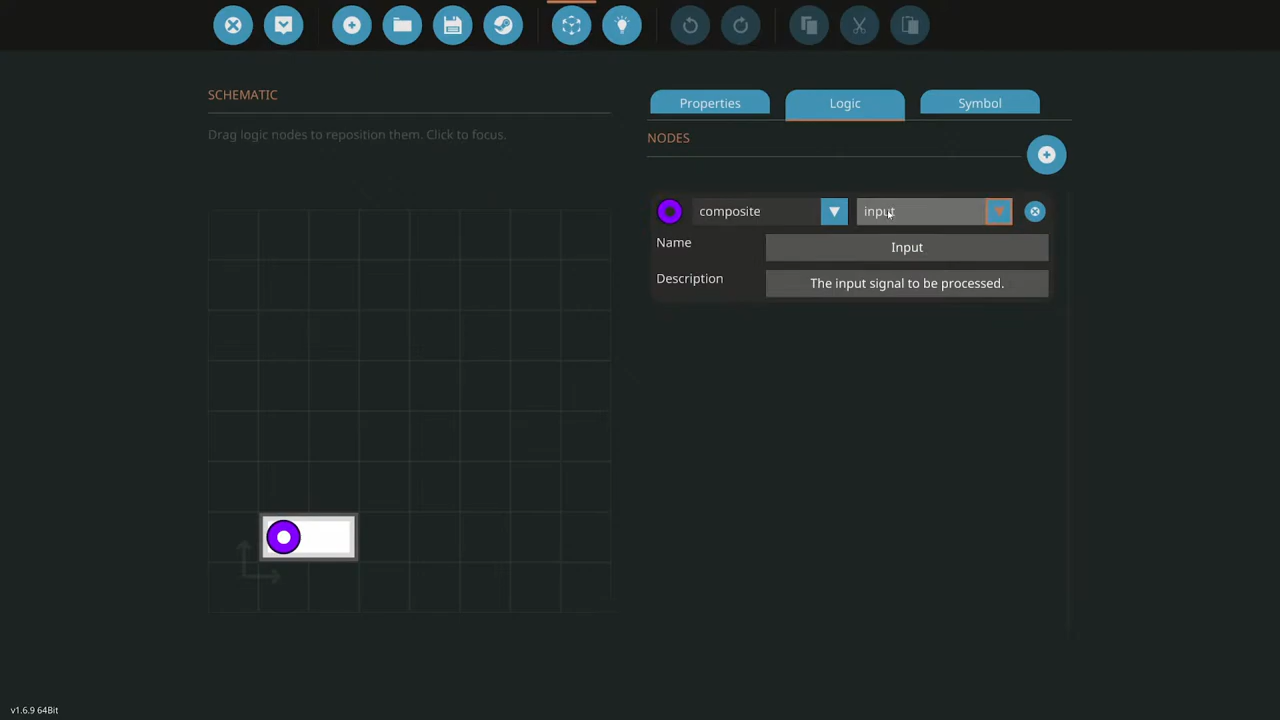 SCHEMATIC
Drag logic nodes to reposition them. Click to focus.
Properties
Logic
Symbol
NODES
composite
input
Name
Input
Description
The input signal to be processed.
v1.6.9 64Bit